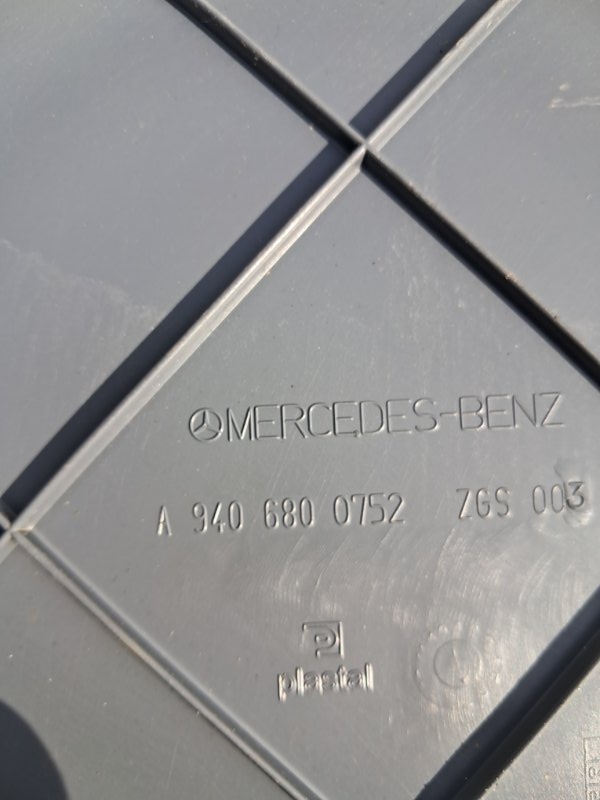 MERCEDES-BENZ
A 940 680 0752 ZGS 003
P
plastal